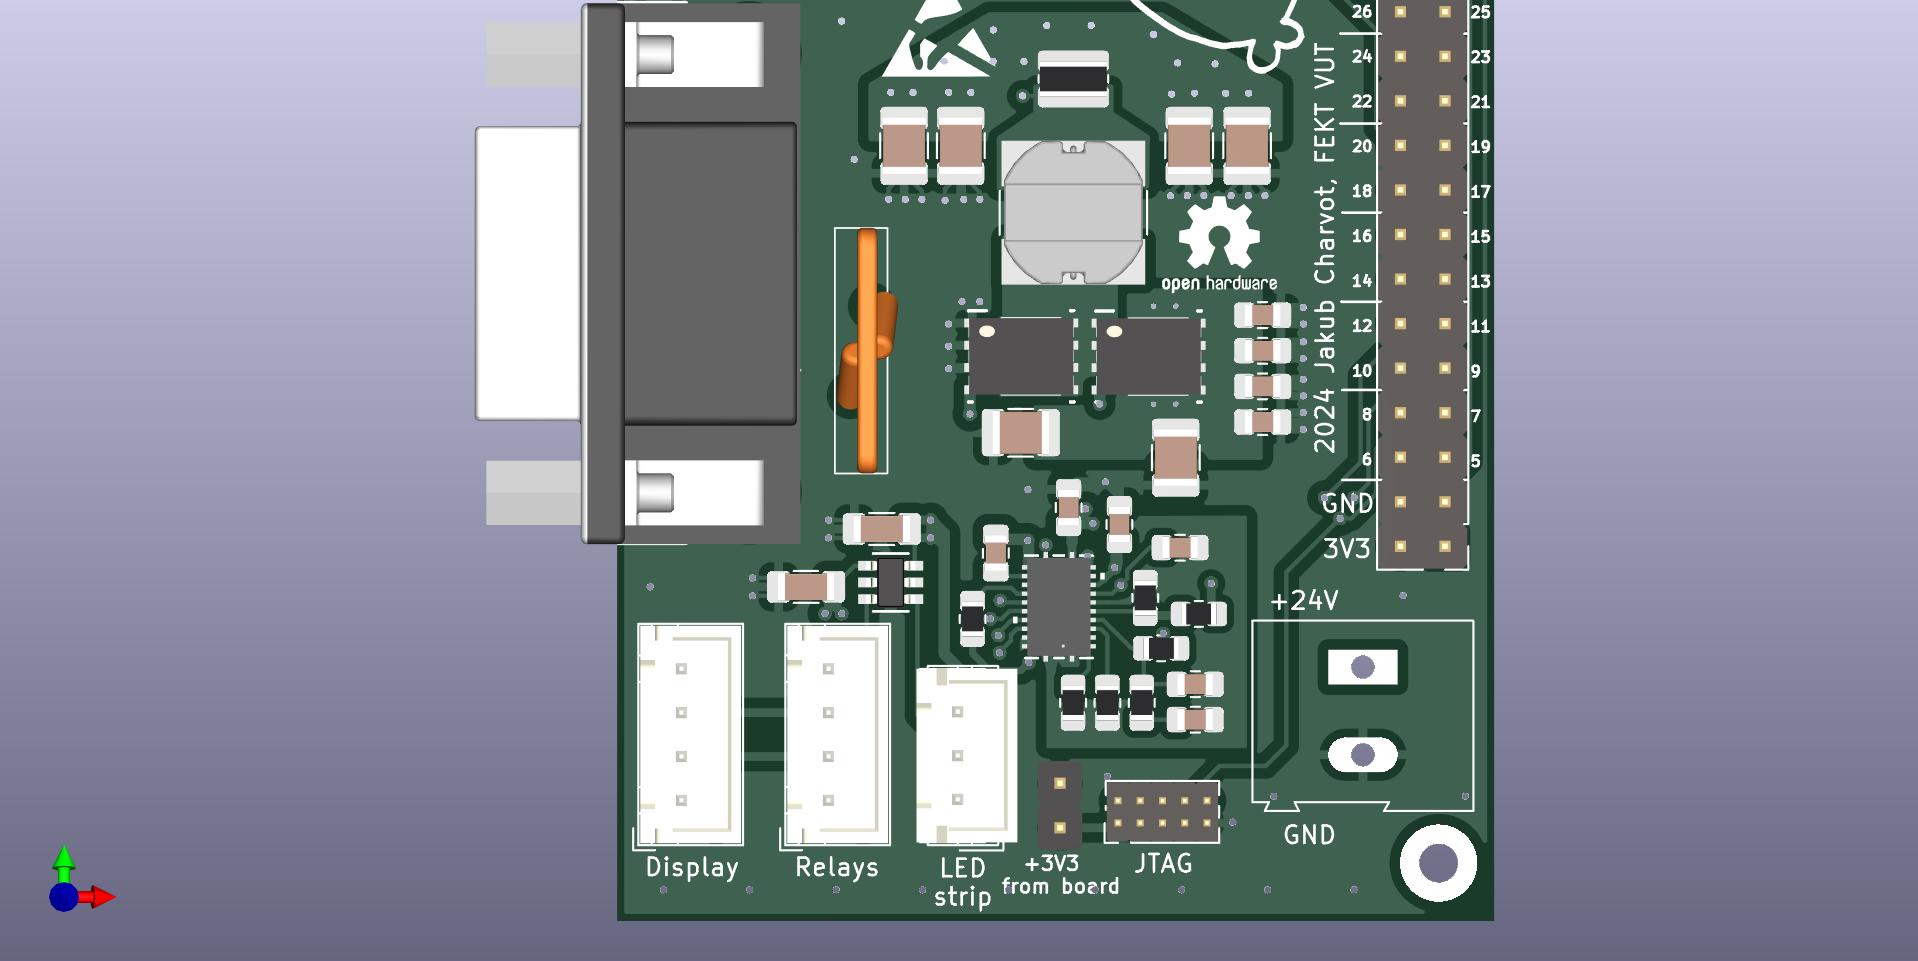 26 25
24 23
22 21
20 19
18 17
16 15
14 13
12 11
10 9
8 7
6 5
GND
3V3
2024 Jakub Charvot, FEKT VUT
open hardware
+24V
GND
Display
Relays
LED
strip
+3V3
from board
JTAG